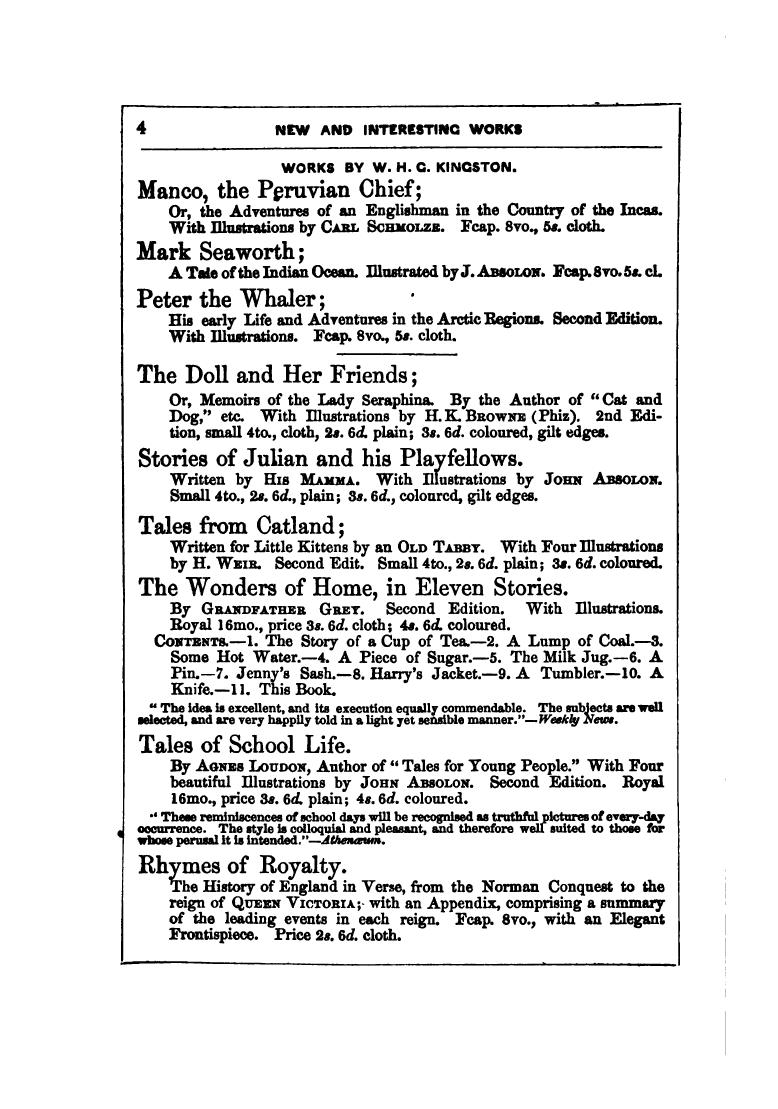 4 NEW AND INTERESTING WORKS
WORKS BY W. H. G. KINGSTON.
Manco, the Peruvian Chief;
Or, the Adventures of an Englishman in the Country of the Incas.
With Illustrations by CARL SCHMOLZE. Fcap. 8vo., 5s. cloth.
Mark Seaworth;
A Tale of the Indian Ocean. Illustrated by J. ABSOLON. Fcap. 8vo. 5s. cl.
Peter the Whaler;
His early Life and Adventures in the Arctic Regions. Second Edition.
With Illustrations. Fcap. 8vo., 5s. cloth.
The Doll and Her Friends;
Or, Memoirs of the Lady Seraphina. By the Author of "Cat and
Dog," etc. With Illustrations by H. K. BROWNE (Phiz). 2nd Edi-
tion, small 4to., cloth, 2s. 6d. plain; 3s. 6d. coloured, gilt edges.
Stories of Julian and his Playfellows.
Written by HIS MAMMA. With Illustrations by JOHN ABSOLON.
Small 4to., 2s. 6d., plain; 3s. 6d., coloured, gilt edges.
Tales from Catland;
Written for Little Kittens by an OLD TABBY. With Four Illustrations
by H. WEIR. Second Edit. Small 4to., 2s. 6d. plain; 3s. 6d. coloured.
The Wonders of Home, in Eleven Stories.
By GRANDFATHER GREY. Second Edition. With Illustrations.
Royal 16mo., price 3s. 6d. cloth; 4s. 6d. coloured.
CONTENTS.—1. The Story of a Cup of Tea.—2. A Lump of Coal.—3.
Some Hot Water.—4. A Piece of Sugar.—5. The Milk Jug.—6. A
Pin.—7. Jenny's Sash.—8. Harry's Jacket.—9. A Tumbler.—10. A
Knife.—11. This Book.
"The idea is excellent, and its execution equally commendable. The subjects are well
selected, and are very happily told in a light yet sensible manner."—Weekly News.
Tales of School Life.
By AGNES LOUDON, Author of "Tales for Young People." With Four
beautiful Illustrations by JOHN ABSOLON. Second Edition. Royal
16mo., price 3s. 6d. plain; 4s. 6d. coloured.
"These reminiscences of school days will be recognised as truthful pictures of every-day
occurrence. The style is colloquial and pleasant, and therefore well suited to those for
whose perusal it is intended."—Athenæum.
Rhymes of Royalty.
The History of England in Verse, from the Norman Conquest to the
reign of QUEEN VICTORIA; with an Appendix, comprising a summary
of the leading events in each reign. Fcap. 8vo., with an Elegant
Frontispiece. Price 2s. 6d. cloth.